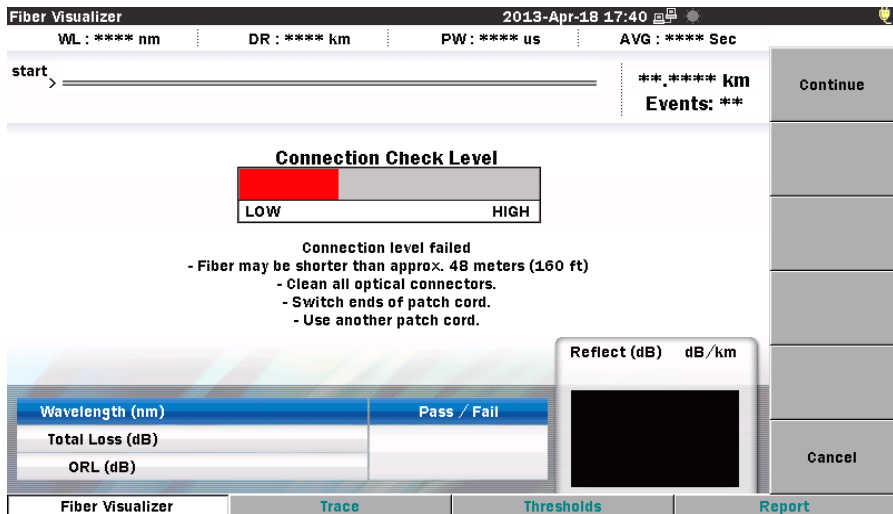 Fiber Visualizer 2013-Apr-18 17:40
WL : **** nm DR : **** km PW : **** us AVG : **** Sec
start
**.**** km
Events: **
Continue
Connection Check Level
LOW HIGH
Connection level failed
- Fiber may be shorter than approx. 48 meters (160 ft)
- Clean all optical connectors.
- Switch ends of patch cord.
- Use another patch cord.
Reflect (dB) dB/km
Wavelength (nm) Pass / Fail
Total Loss (dB)
ORL (dB)
Cancel
Fiber Visualizer Trace Thresholds Report